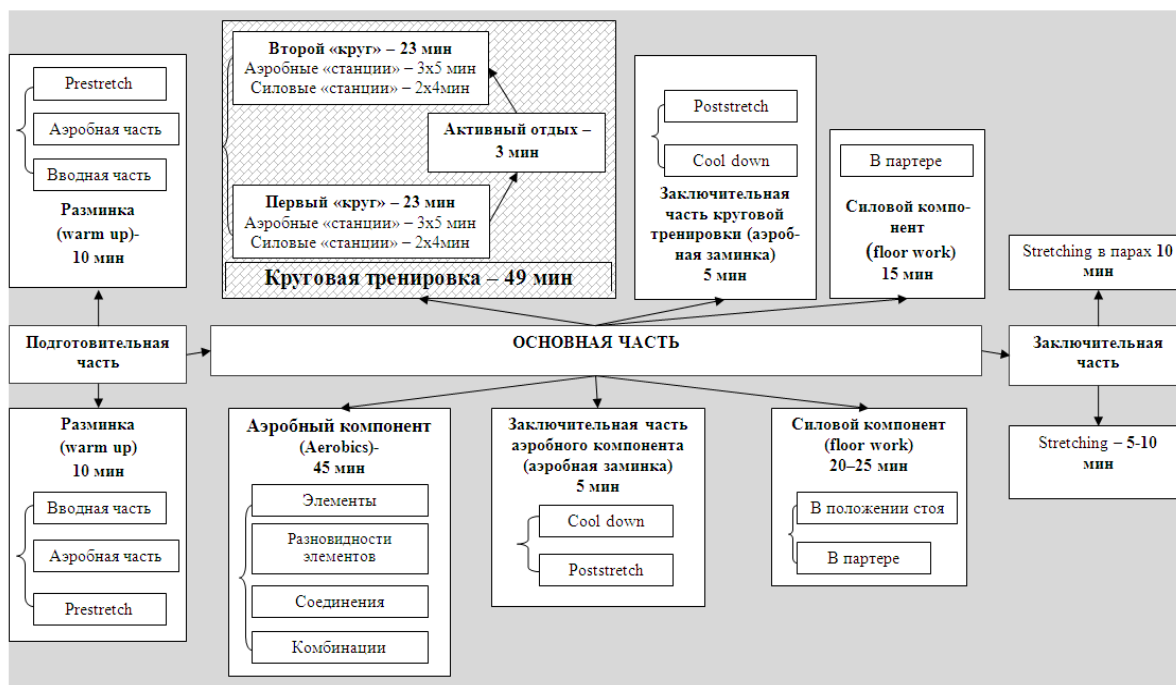 Prestretch
Аэробная часть
Вводная часть
Разминка
(warm up)-
10 мин
Второй «круг» – 23 мин
Аэробные «станции» – 3х5 мин
Силовые «станции» – 2х4мин
Активный отдых –
3 мин
Первый «круг» – 23 мин
Аэробные «станции» – 3х5 мин
Силовые «станции» – 2х4мин
Круговая тренировка – 49 мин
Poststretch
Cool down
Заключительная
часть круговой
тренировки (аэроб-
ная заминка)
5 мин
В партере
Силовой компо-
нент
(floor work)
15 мин
Stretching в парах 10
мин
Подготовительная
часть
ОСНОВНАЯ ЧАСТЬ
Заключительная
часть
Разминка
(warm up)
10 мин
Вводная часть
Аэробная часть
Prestretch
Аэробный компонент
(Aerobics)-
45 мин
Элементы
Разновидности
элементов
Соединения
Комбинации
Заключительная часть
аэробного компонента
(аэробная заминка)
5 мин
Cool down
Poststretch
Силовой компонент
(floor work)
20–25 мин
В положении стоя
В партере
Stretching – 5-10
мин